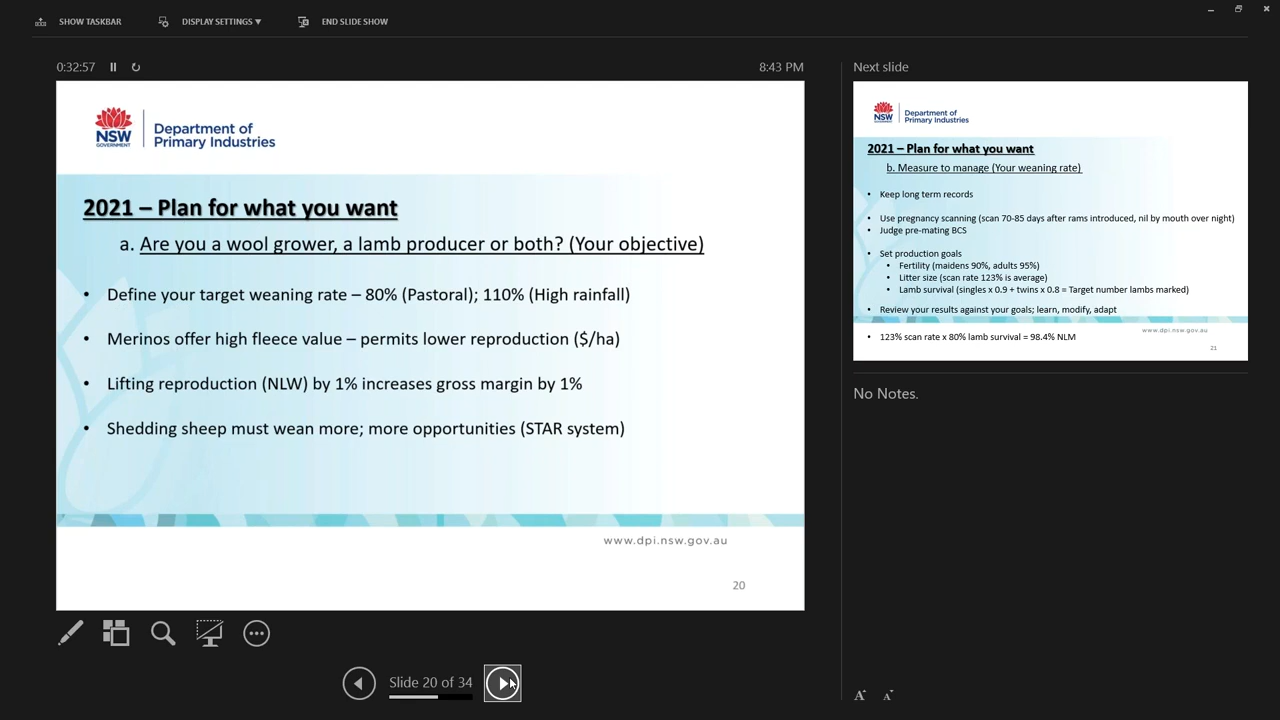 SHOW TASKBAR
DISPLAY SETTINGS ▼
END SLIDE SHOW
0:32:57
8:43 PM
NSW
GOVERNMENT
Department of
Primary Industries
2021 – Plan for what you want
a. Are you a wool grower, a lamb producer or both? (Your objective)
• Define your target weaning rate – 80% (Pastoral); 110% (High rainfall)
• Merinos offer high fleece value – permits lower reproduction ($/ha)
• Lifting reproduction (NLW) by 1% increases gross margin by 1%
• Shedding sheep must wean more; more opportunities (STAR system)
www.dpi.nsw.gov.au
20
Slide 20 of 34
Next slide
NSW
GOVERNMENT
Department of
Primary Industries
2021 – Plan for what you want
b. Measure to manage (Your weaning rate)
• Keep long term records
• Use pregnancy scanning (scan 70-85 days after rams introduced, nil by mouth over night)
• Judge pre-mating BCS
• Set production goals
• Fertility (maidens 90%, adults 95%)
• Litter size (scan rate 123% is average)
• Lamb survival (singles x 0.9 + twins x 0.8 = Target number lambs marked)
• Review your results against your goals; learn, modify, adapt
www.dpi.nsw.gov.au
• 123% scan rate x 80% lamb survival = 98.4% NLM
21
No Notes.
A A